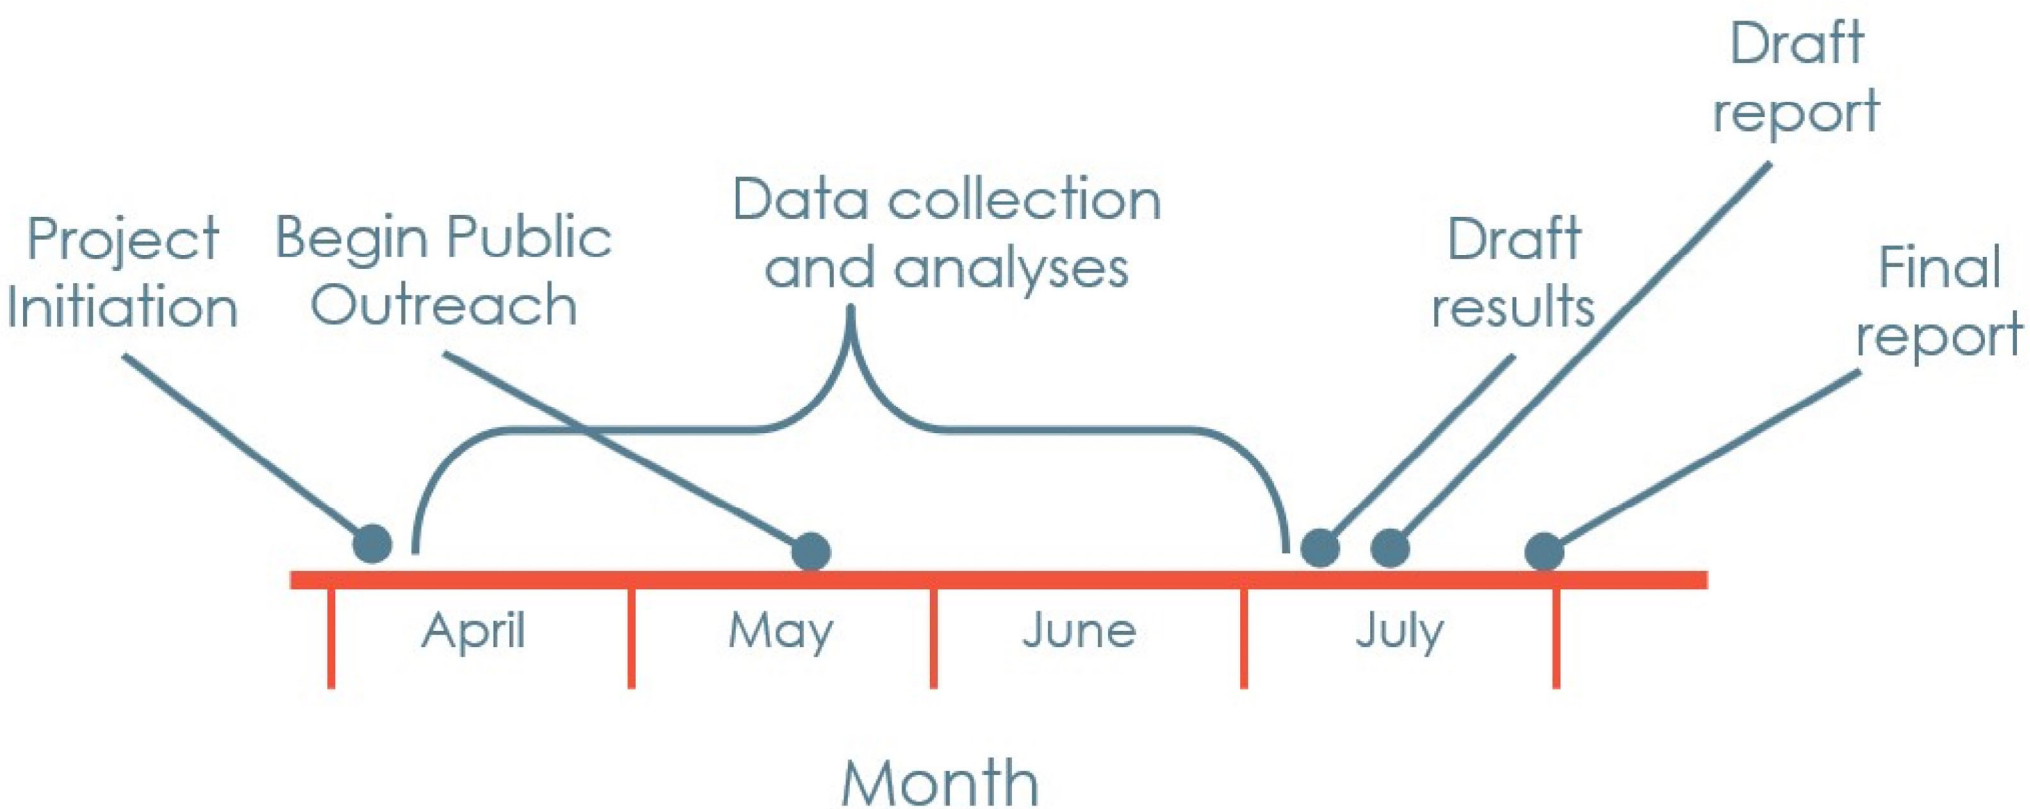 Project
Initiation
Begin Public
Outreach
Data collection
and analyses
Draft
results
Draft
report
Final
report
April
May
June
July
Month